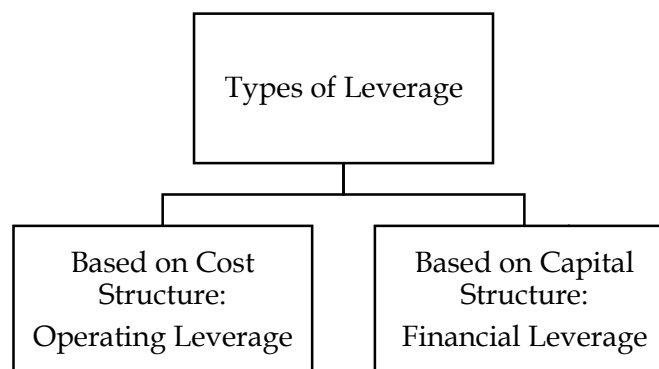 Types of Leverage
Based on Cost
Structure:
Operating Leverage
Based on Capital
Structure:
Financial Leverage